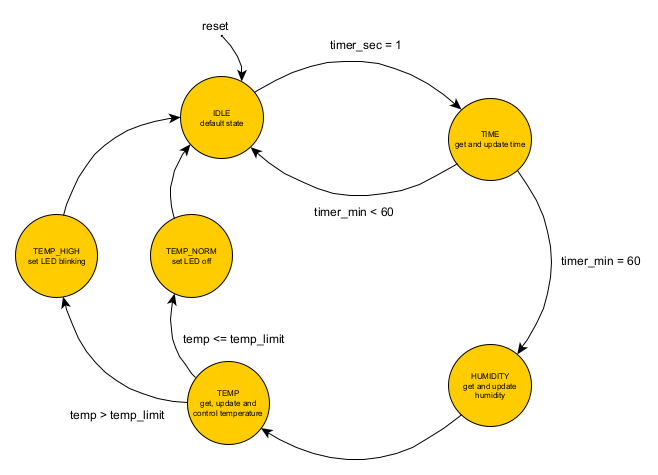 reset
timer_sec = 1
IDLE
default state
TIME
get and update time
timer_min < 60
TEMP_HIGH
set LED blinking
TEMP_NORM
set LED off
timer_min = 60
temp <= temp_limit
HUMIDITY
get and update
humidity
TEMP
get, update and
control temperature
temp > temp_limit